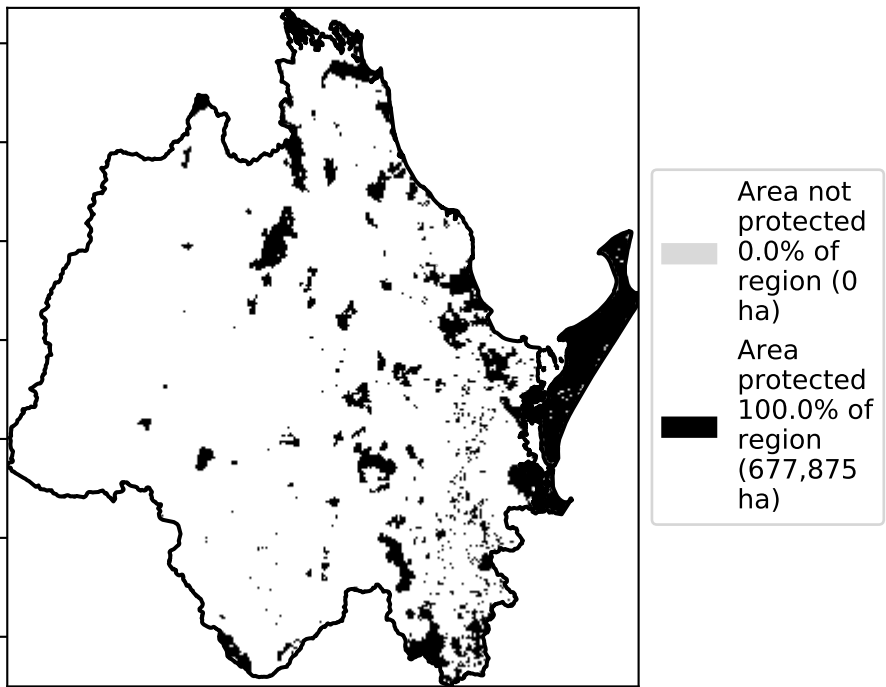 Area not
protected
0.0% of
region (0
ha)
Area
protected
100.0% of
region
(677,875
ha)